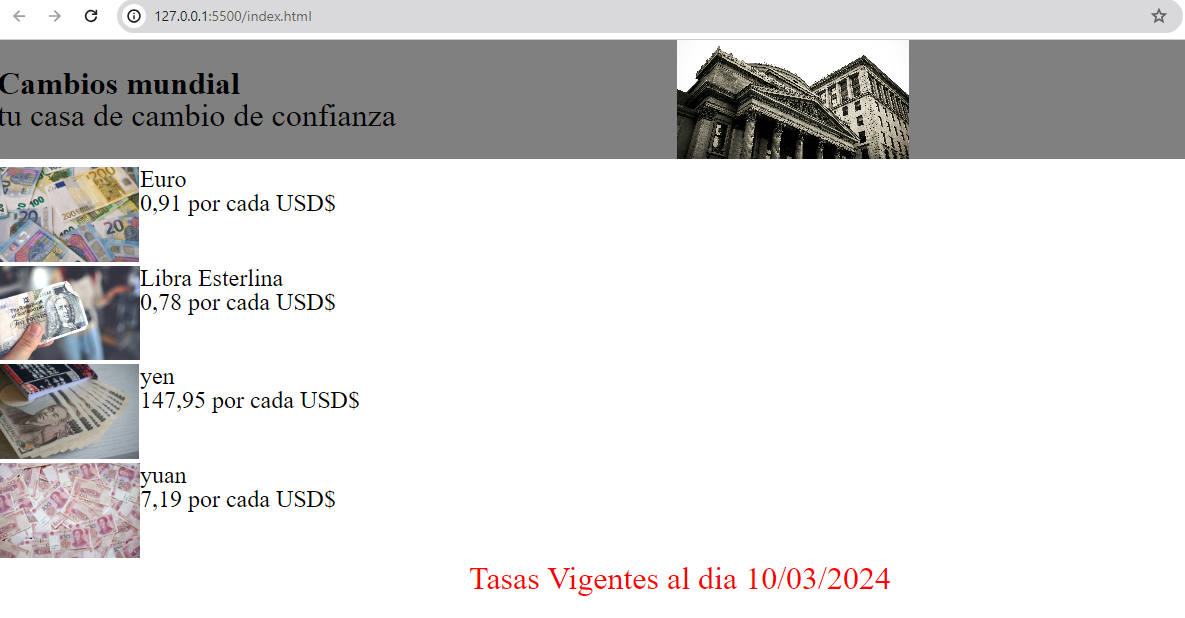 127.0.0.1:5500/index.html
Cambios mundial
tu casa de cambio de confianza
Euro
0,91 por cada USD$
Libra Esterlina
0,78 por cada USD$
yen
147,95 por cada USD$
yuan
7,19 por cada USD$
Tasas Vigentes al dia 10/03/2024